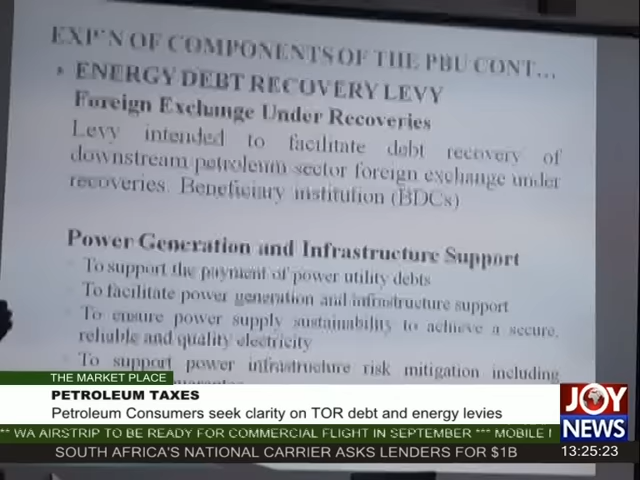 EXP'N OF COMPONENTS OF THE PBU CONT...
ENERGY DEBT RECOVERY LEVY
Foreign Exchange Under Recoveries
Levy intended to facilitate debt recovery of
downstream petroleum sector foreign exchange under
recoveries. Beneficiary institution (BDCs)
Power Generation and Infrastructure Support
To support the payment of power utility debts
To facilitate power generation and infrastructure support
To ensure power supply sustainability to achieve a secure,
reliable and quality electricity
To support power infrastructure risk mitigation including
THE MARKET PLACE
PETROLEUM TAXES
Petroleum Consumers seek clarity on TOR debt and energy levies
** WA AIRSTRIP TO BE READY FOR COMMERCIAL FLIGHT IN SEPTEMBER *** MOBILE
SOUTH AFRICA'S NATIONAL CARRIER ASKS LENDERS FOR $1B
JOY
NEWS
13:25:23